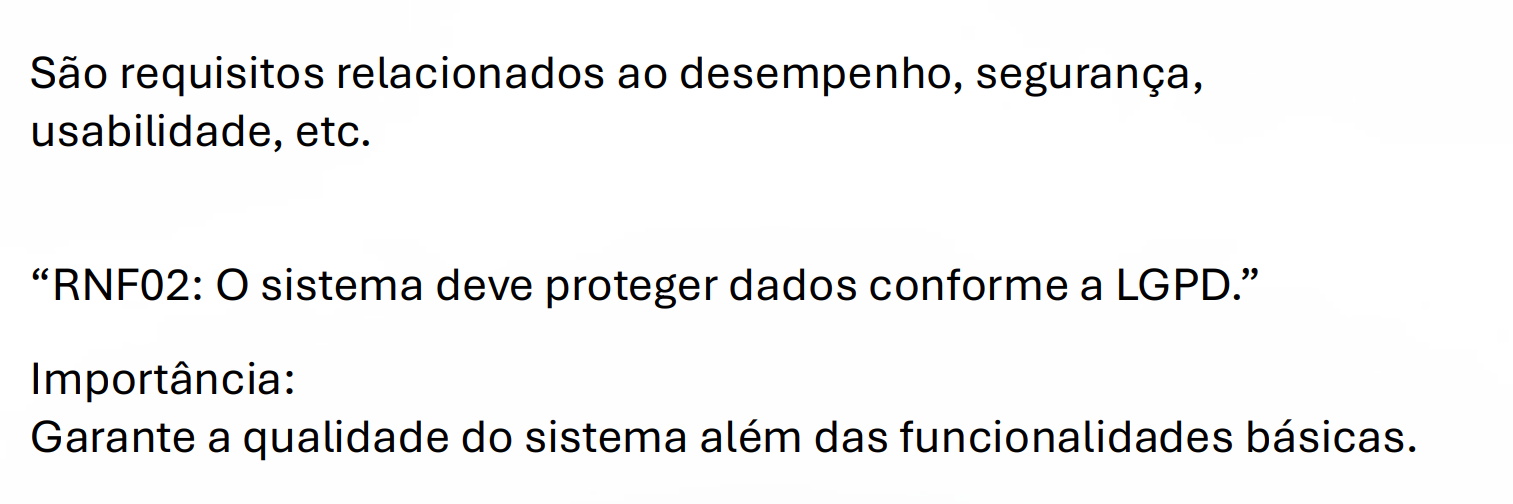 São requisitos relacionados ao desempenho, segurança,
usabilidade, etc.
“RNF02: O sistema deve proteger dados conforme a LGPD.”
Importância:
Garante a qualidade do sistema além das funcionalidades básicas.